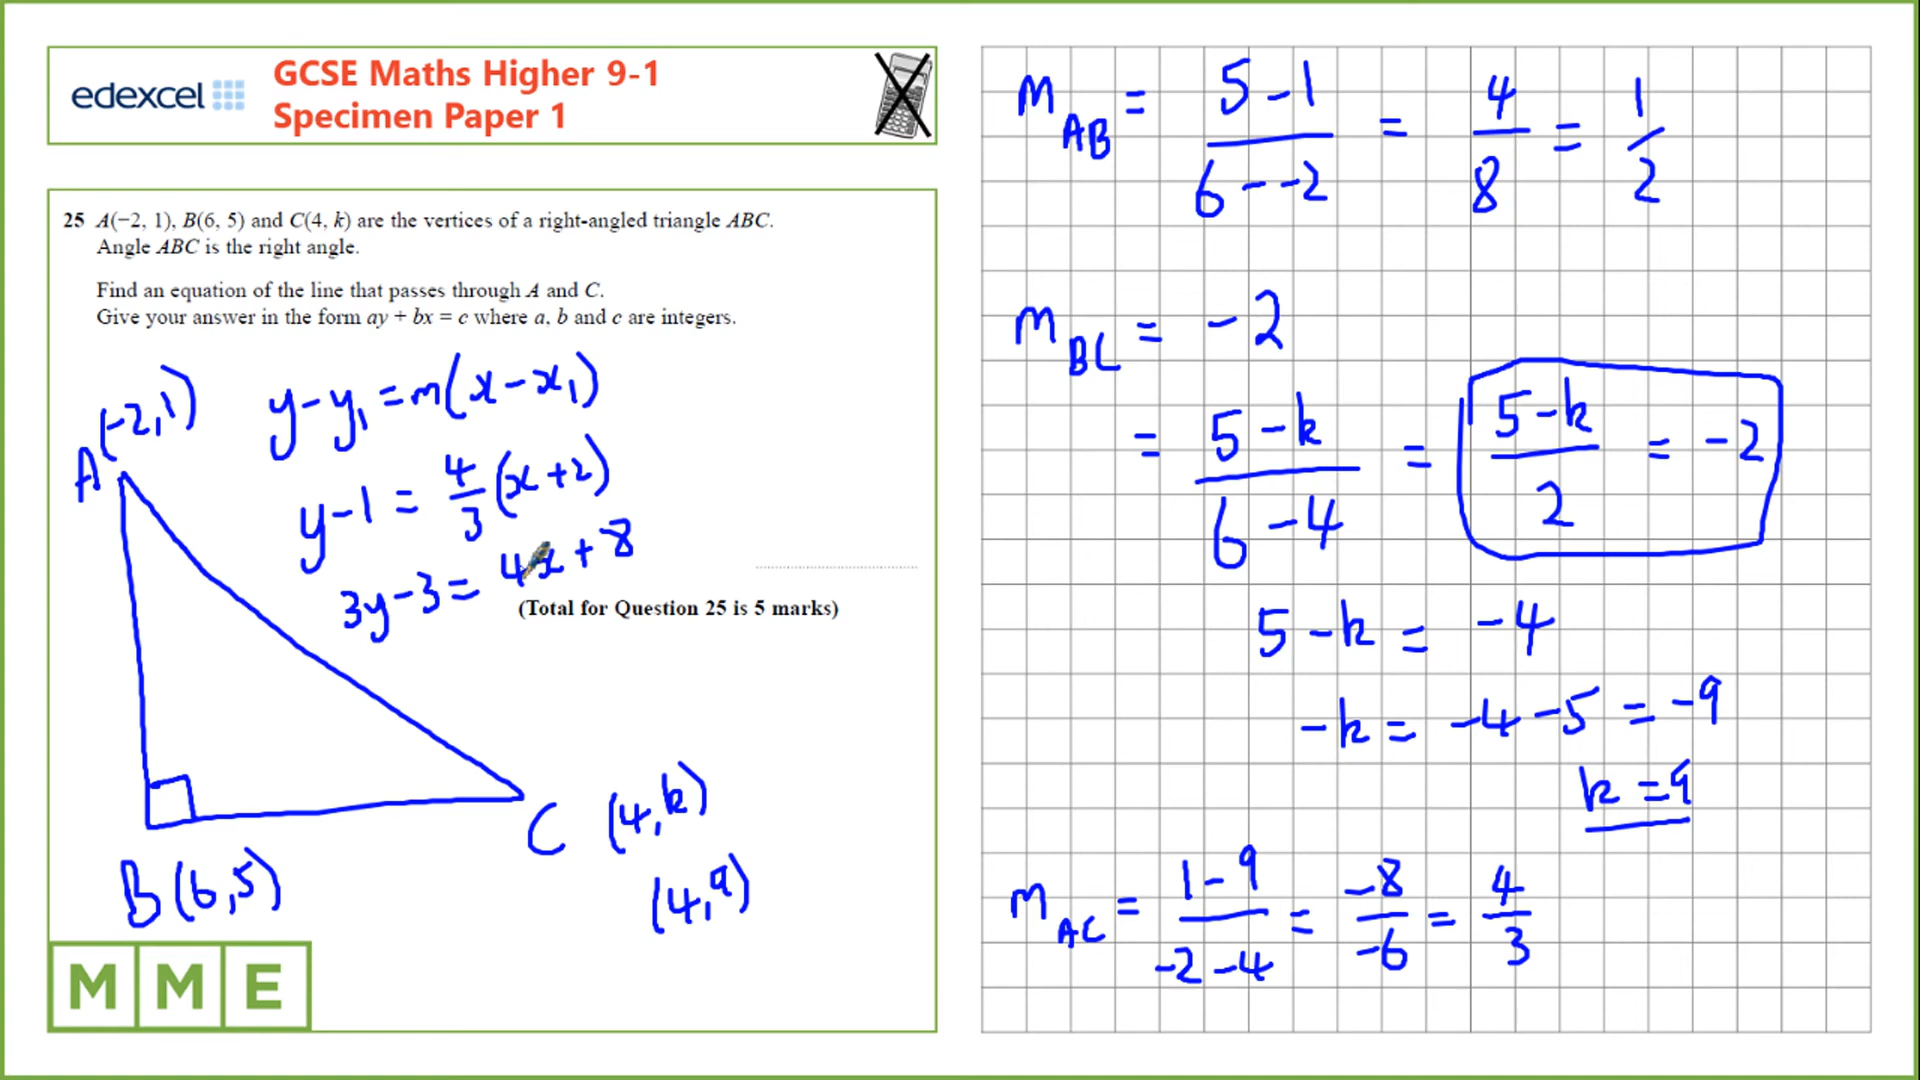 edexcel
GCSE Maths Higher 9-1
Specimen Paper 1
25 A(−2, 1), B(6, 5) and C(4, k) are the vertices of a right-angled triangle ABC.
Angle ABC is the right angle.
Find an equation of the line that passes through A and C.
Give your answer in the form ay + bx = c where a, b and c are integers.
(-2,1)
A
y-y₁ = m(x-x₁)
y-1 = 4/3 (x+2)
3y-3 = 4x+8
(Total for Question 25 is 5 marks)
C (4,k)
(4,9)
B(6,5)
MME
m_AB = (5-1)/(6--2) = 4/8 = 1/2
m_BC = -2
= (5-k)/(6-4) = (5-k)/2 = -2
5-k = -4
-k = -4-5 = -9
k = 9
m_AC = (1-9)/(-2-4) = -8/-6 = 4/3